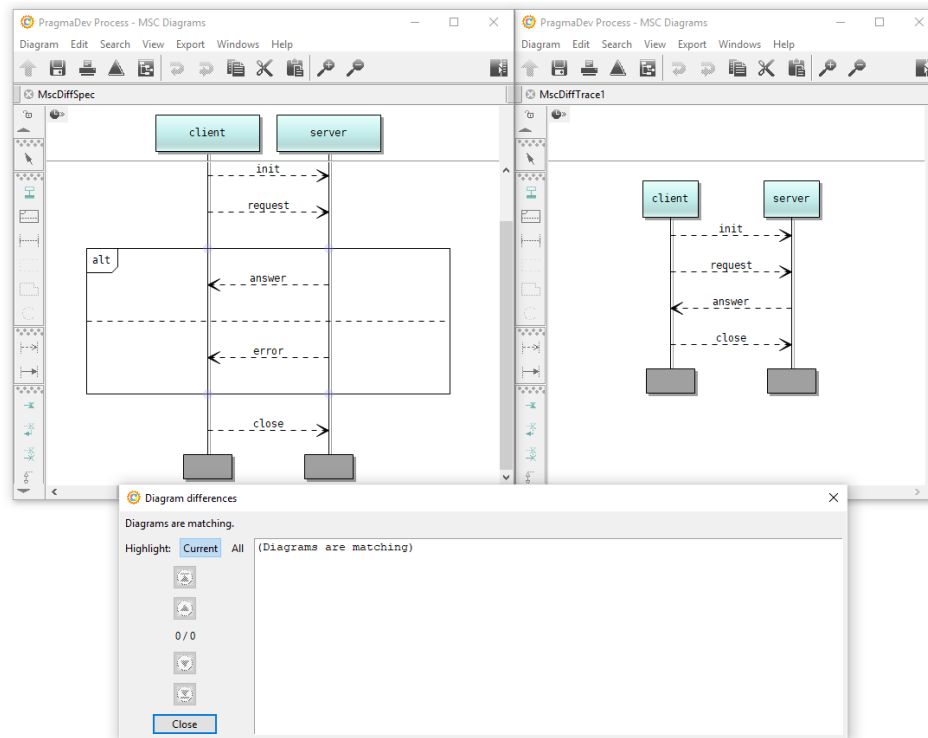 PragmaDev Process - MSC Diagrams
Diagram Edit Search View Export Windows Help
MscDiffSpec
client
server
init
request
alt
answer
error
close
PragmaDev Process - MSC Diagrams
Diagram Edit Search View Export Windows Help
MscDiffTrace1
client
server
init
request
answer
close
Diagram differences
Diagrams are matching.
Highlight: Current All
(Diagrams are matching)
0 / 0
Close